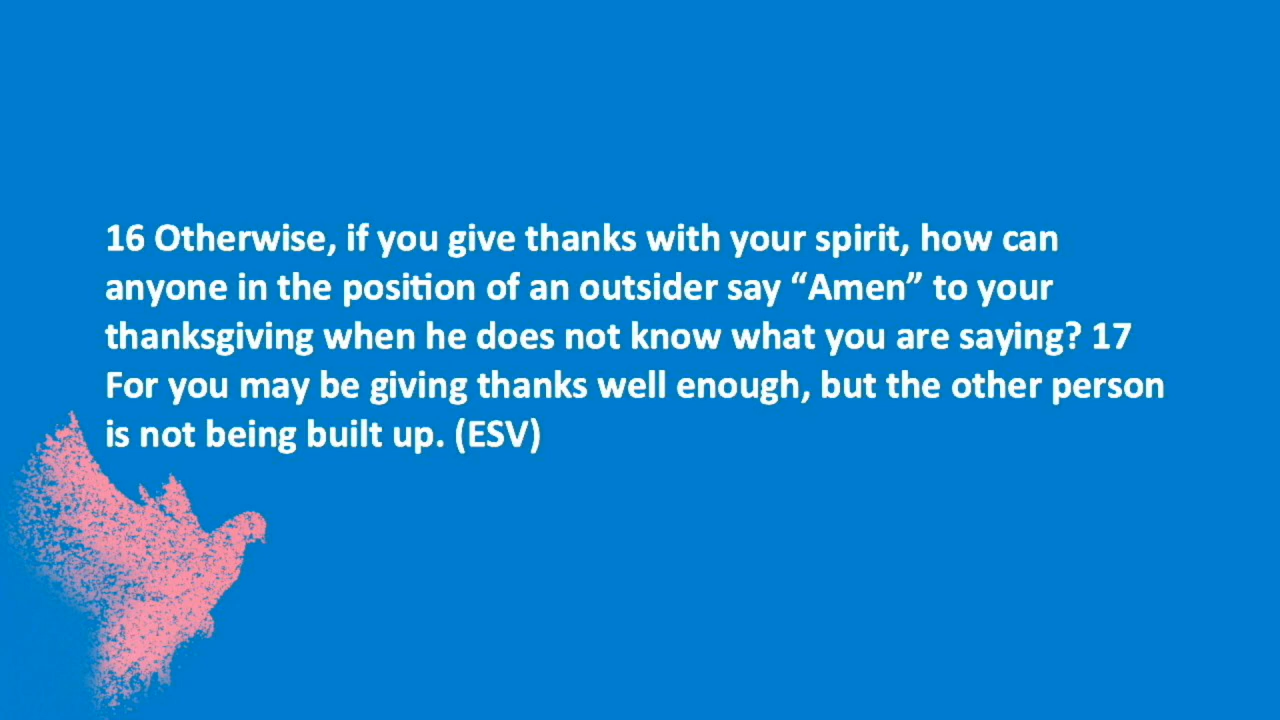 16 Otherwise, if you give thanks with your spirit, how can
anyone in the position of an outsider say “Amen” to your
thanksgiving when he does not know what you are saying? 17
For you may be giving thanks well enough, but the other person
is not being built up. (ESV)